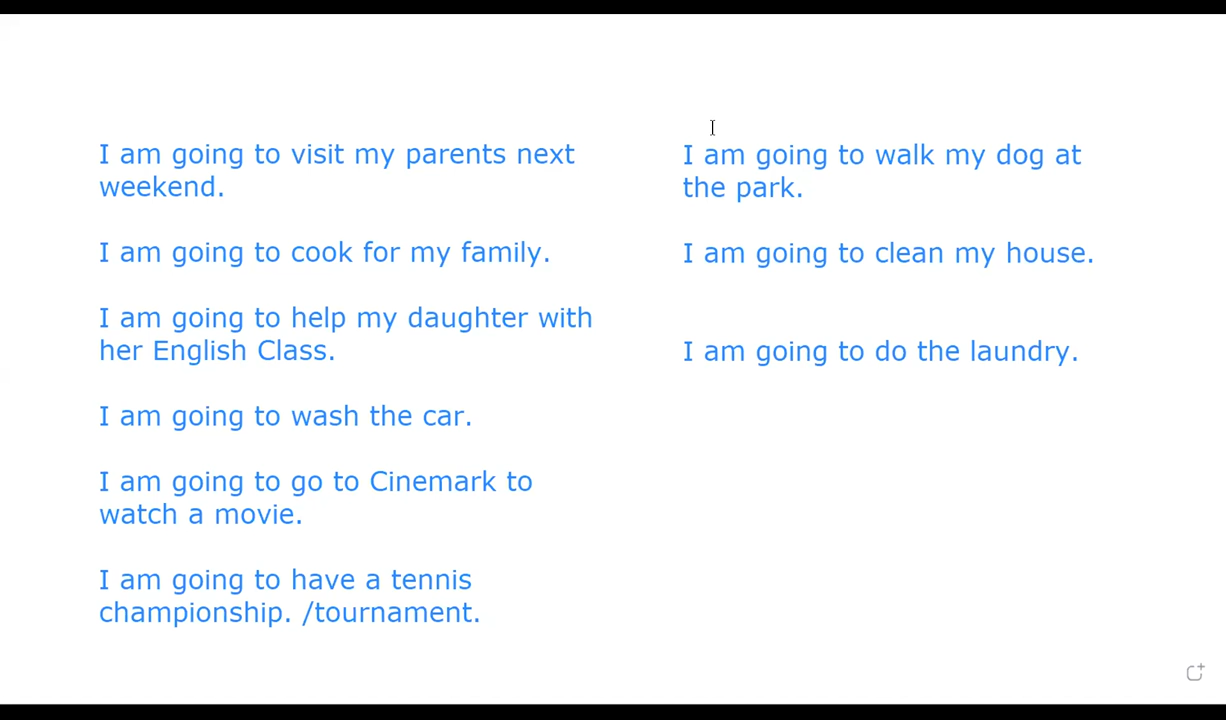 I am going to visit my parents next
weekend.
I am going to cook for my family.
I am going to help my daughter with
her English Class.
I am going to wash the car.
I am going to go to Cinemark to
watch a movie.
I am going to have a tennis
championship. /tournament.
I am going to walk my dog at
the park.
I am going to clean my house.
I am going to do the laundry.